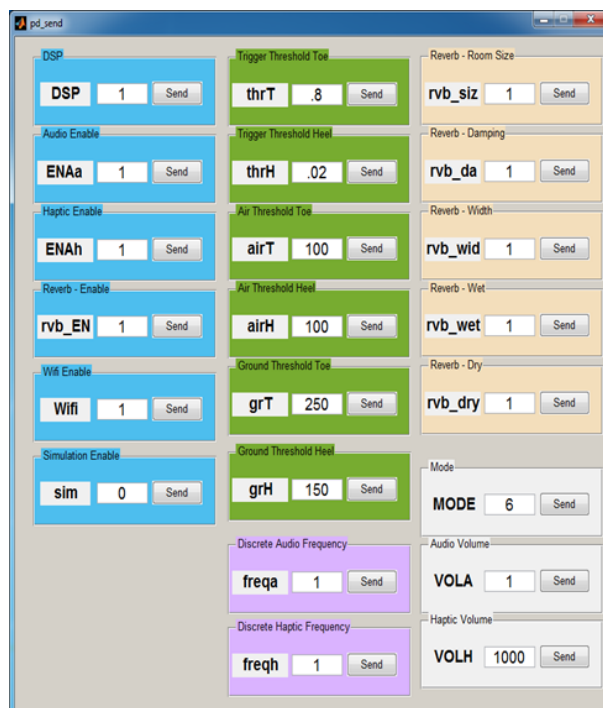 pd_send
DSP
DSP 1 Send
Audio Enable
ENAa 1 Send
Haptic Enable
ENAh 1 Send
Reverb - Enable
rvb_EN 1 Send
Wifi Enable
Wifi 1 Send
Simulation Enable
sim 0 Send
Trigger Threshold Toe
thrT .8 Send
Trigger Threshold Heel
thrH .02 Send
Air Threshold Toe
airT 100 Send
Air Threshold Heel
airH 100 Send
Ground Threshold Toe
grT 250 Send
Ground Threshold Heel
grH 150 Send
Discrete Audio Frequency
freqa 1 Send
Discrete Haptic Frequency
freqh 1 Send
Reverb - Room Size
rvb_siz 1 Send
Reverb - Damping
rvb_da 1 Send
Reverb - Width
rvb_wid 1 Send
Reverb - Wet
rvb_wet 1 Send
Reverb - Dry
rvb_dry 1 Send
Mode
MODE 6 Send
Audio Volume
VOLA 1 Send
Haptic Volume
VOLH 1000 Send